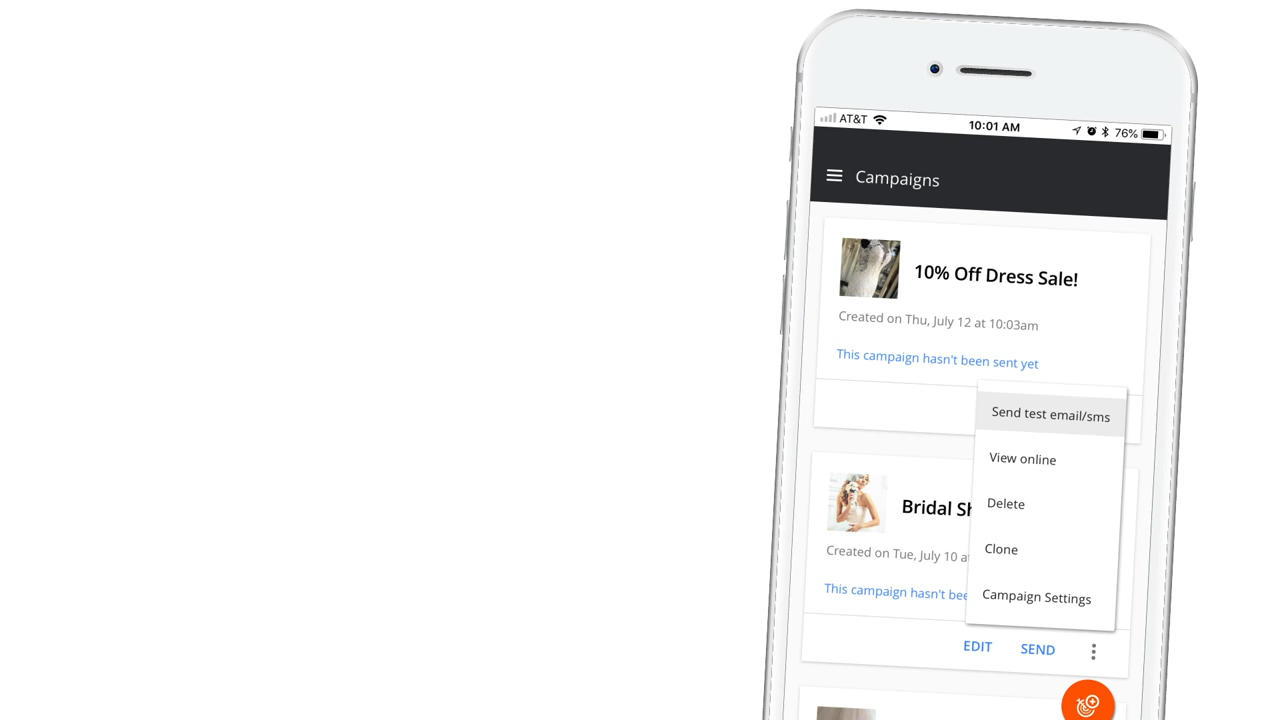 AT&T 10:01 AM 76%
Campaigns
10% Off Dress Sale!
Created on Thu, July 12 at 10:03am
This campaign hasn't been sent yet
Send test email/sms
View online
Delete
Clone
Campaign Settings
Bridal
Created on Tue, July 10
This campaign hasn't
EDIT SEND